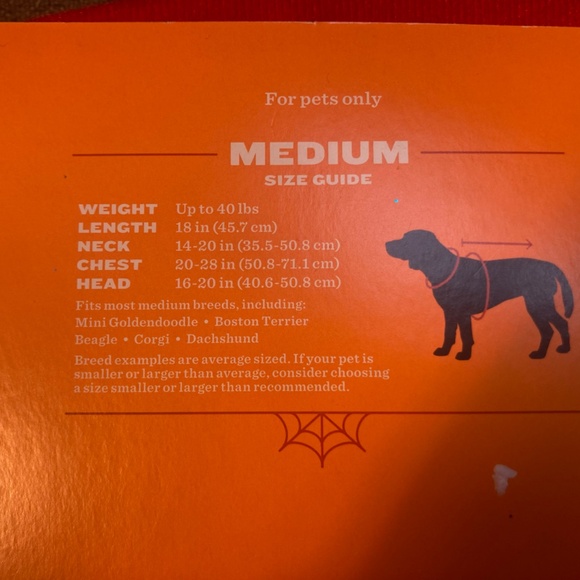 For pets only
MEDIUM
SIZE GUIDE
WEIGHT Up to 40 lbs
LENGTH 18 in (45.7 cm)
NECK 14-20 in (35.5-50.8 cm)
CHEST 20-28 in (50.8-71.1 cm)
HEAD 16-20 in (40.6-50.8 cm)
Fits most medium breeds, including:
Mini Goldendoodle • Boston Terrier
Beagle • Corgi • Dachshund
Breed examples are average sized. If your pet is
smaller or larger than average, consider choosing
a size smaller or larger than recommended.